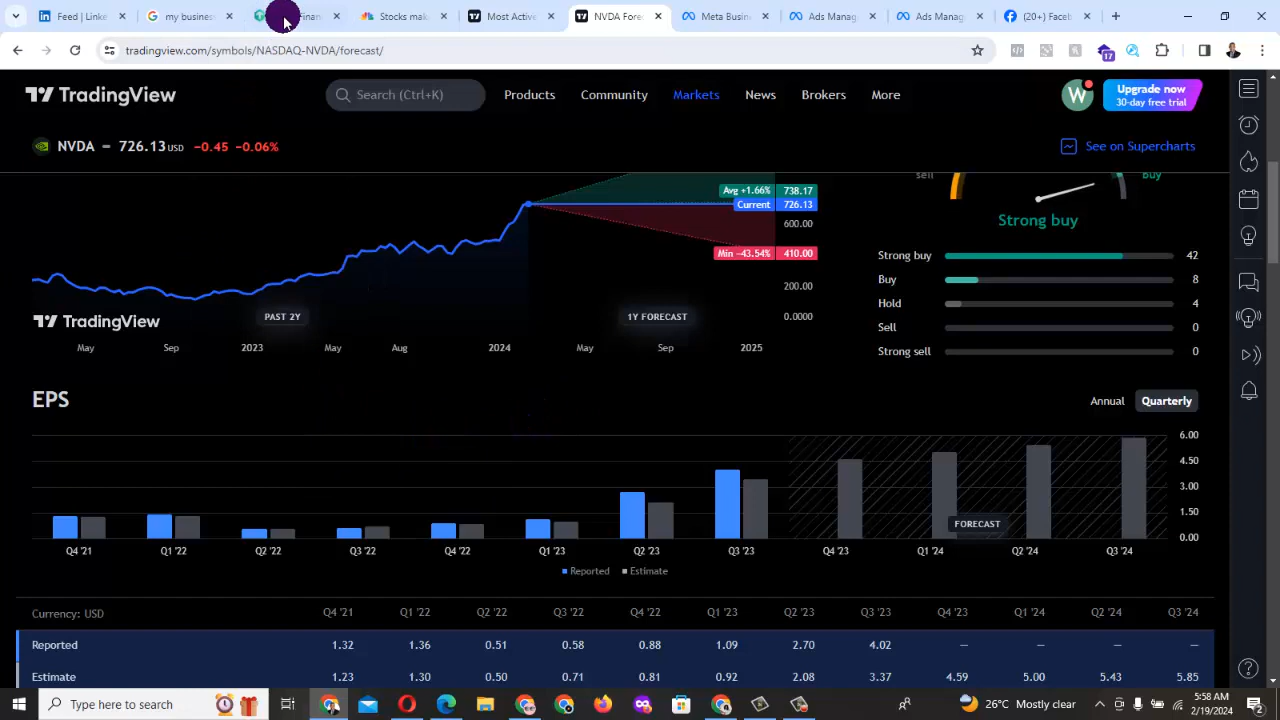 Feed | Linke
my business
Finan
Stocks mak
Most Active
NVDA Fore
Meta Busin
Ads Manag
Ads Manag
(20+) Faceb
tradingview.com/symbols/NASDAQ-NVDA/forecast/
17
TradingView
Search (Ctrl+K)
Products
Community
Markets
News
Brokers
More
W
Upgrade now
30-day free trial
NVDA = 726.13 USD −0.45 −0.06%
See on Supercharts
Avg +1.66% 738.17
Current 726.13
600.00
Min −43.54% 410.00
200.00
0.0000
PAST 2Y
1Y FORECAST
TradingView
May Sep 2023 May Aug 2024 May Sep 2025
sell
buy
Strong buy
Strong buy 42
Buy 8
Hold 4
Sell 0
Strong sell 0
EPS
Annual Quarterly
6.00
4.50
3.00
1.50
0.00
FORECAST
Q4 '21 Q1 '22 Q2 '22 Q3 '22 Q4 '22 Q1 '23 Q2 '23 Q3 '23 Q4 '23 Q1 '24 Q2 '24 Q3 '24
Reported Estimate
Currency: USD Q4 '21 Q1 '22 Q2 '22 Q3 '22 Q4 '22 Q1 '23 Q2 '23 Q3 '23 Q4 '23 Q1 '24 Q2 '24 Q3 '24
Reported 1.32 1.36 0.51 0.58 0.88 1.09 2.70 4.02 — — — —
Estimate 1.23 1.30 0.50 0.71 0.81 0.92 2.08 3.37 4.59 5.00 5.43 5.85
Type here to search
26°C Mostly clear
5:58 AM
2/19/2024
2